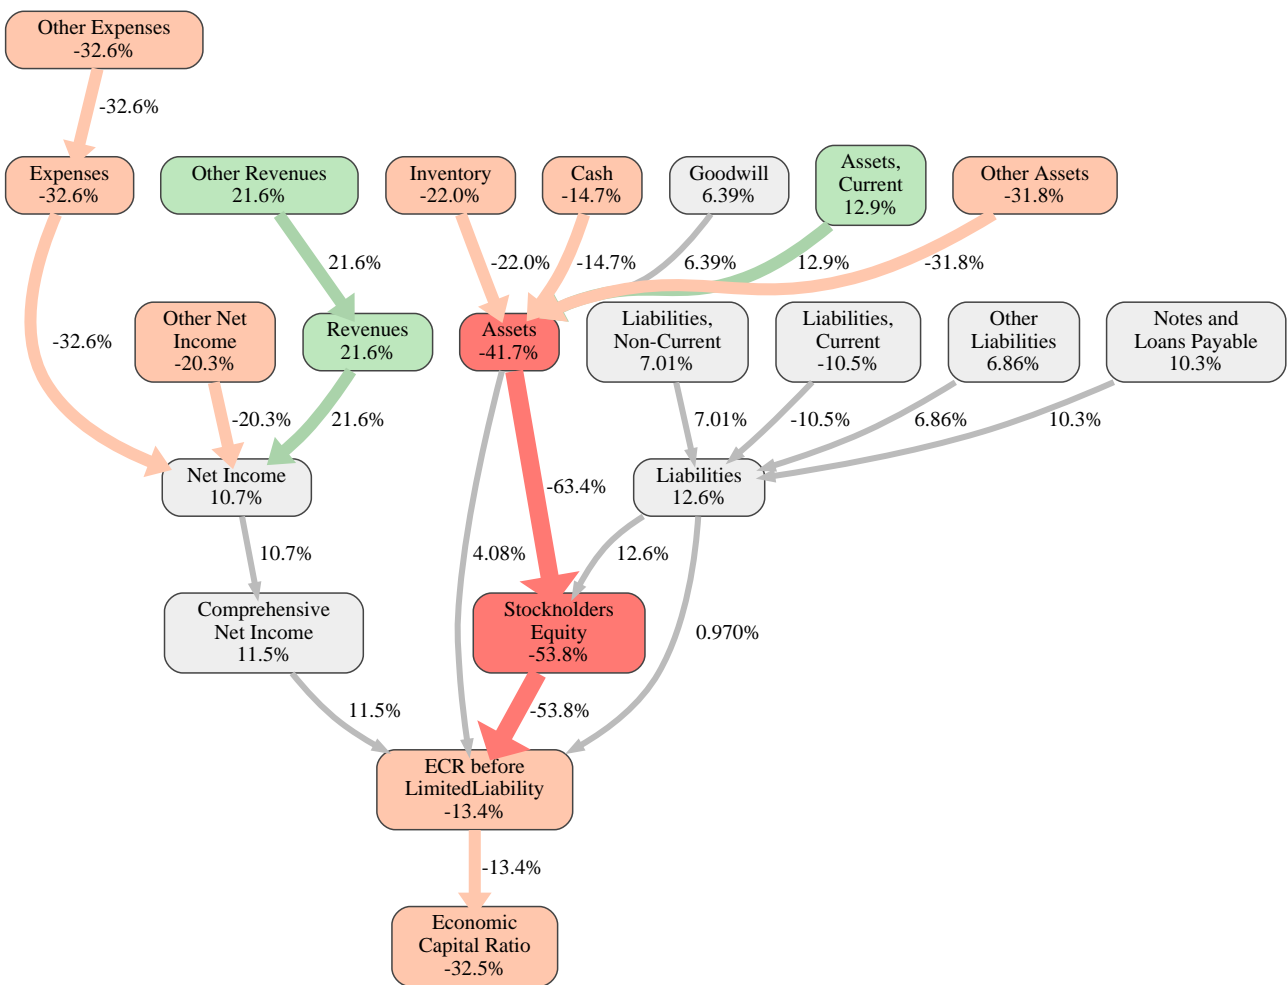 Other Expenses
-32.6%
-32.6%
Expenses
-32.6%
Other Revenues
21.6%
Inventory
-22.0%
Cash
-14.7%
Goodwill
6.39%
Assets,
Current
12.9%
Other Assets
-31.8%
21.6%
-22.0%
-14.7%
6.39%
12.9%
-31.8%
-32.6%
Other Net
Income
-20.3%
Revenues
21.6%
Assets
-41.7%
Liabilities,
Non-Current
7.01%
Liabilities,
Current
-10.5%
Other
Liabilities
6.86%
Notes and
Loans Payable
10.3%
-20.3%
21.6%
7.01%
-10.5%
6.86%
10.3%
Net Income
10.7%
-63.4%
Liabilities
12.6%
10.7%
4.08%
12.6%
Comprehensive
Net Income
11.5%
Stockholders
Equity
-53.8%
0.970%
11.5%
-53.8%
ECR before
LimitedLiability
-13.4%
-13.4%
Economic
Capital Ratio
-32.5%